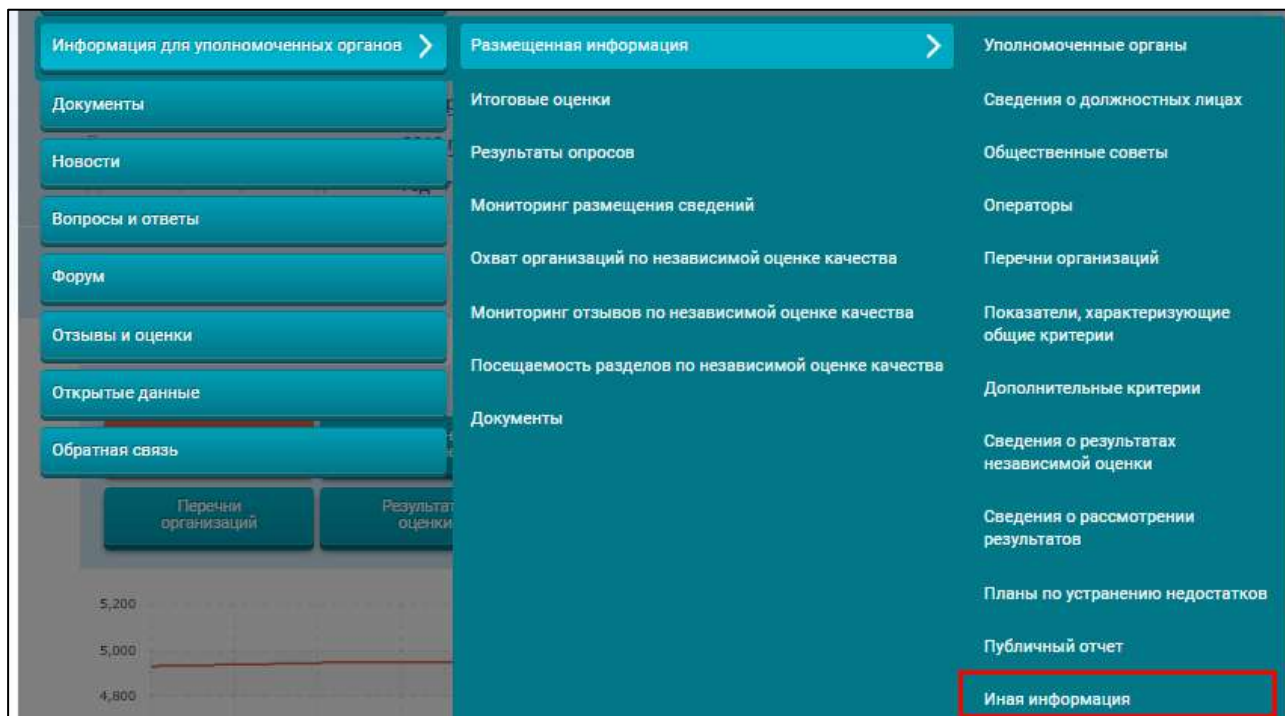 Информация для уполномоченных органов
Документы
Новости
Вопросы и ответы
Форум
Отзывы и оценки
Открытые данные
Обратная связь
Размещенная информация
Итоговые оценки
Результаты опросов
Мониторинг размещения сведений
Охват организаций по независимой оценке качества
Мониторинг отзывов по независимой оценке качества
Посещаемость разделов по независимой оценке качества
Документы
Уполномоченные органы
Сведения о должностных лицах
Общественные советы
Операторы
Перечни организаций
Показатели, характеризующие
общие критерии
Дополнительные критерии
Сведения о результатах
независимой оценки
Сведения о рассмотрении
результатов
Планы по устранению недостатков
Публичный отчет
Иная информация
Перечни
организаций
Результат
оценки
5,200
5,000
4,800